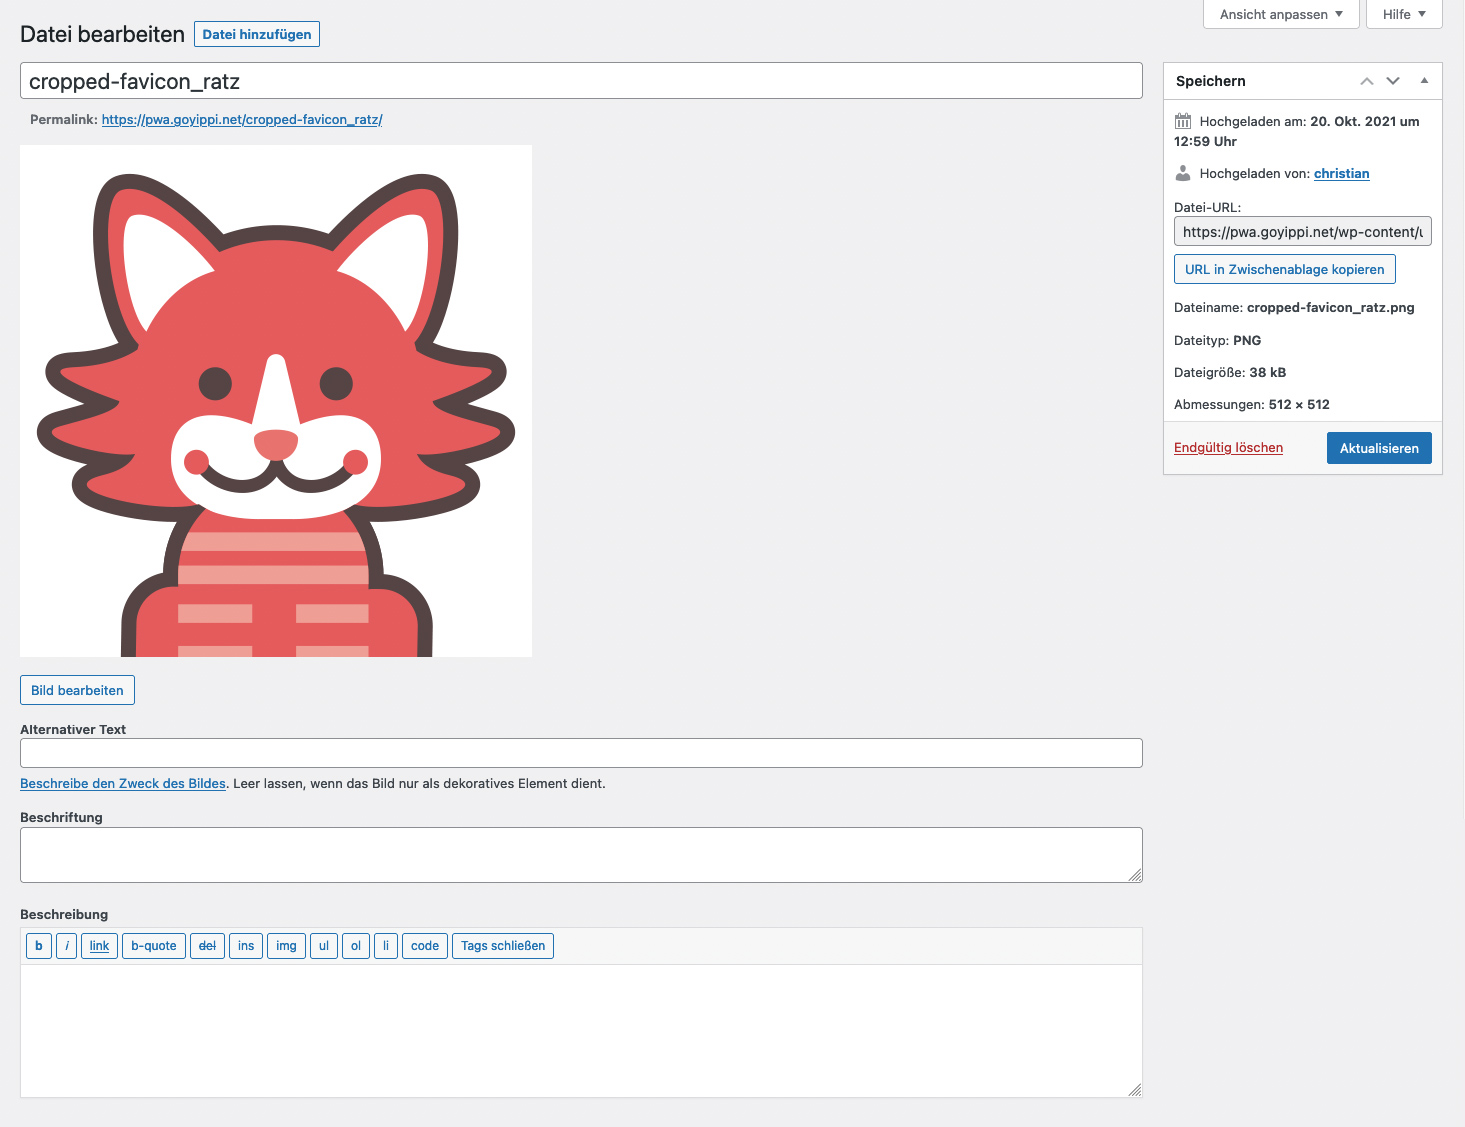 Ansicht anpassen
Hilfe
Datei bearbeiten
Datei hinzufügen
cropped-favicon_ratz
Permalink: https://pwa.goyippi.net/cropped-favicon_ratz/
Speichern
Hochgeladen am: 20. Okt. 2021 um
12:59 Uhr
Hochgeladen von: christian
Datei-URL:
https://pwa.goyippi.net/wp-content/
URL in Zwischenablage kopieren
Dateiname: cropped-favicon_ratz.png
Dateityp: PNG
Dateigröße: 38 kB
Abmessungen: 512 × 512
Endgültig löschen
Aktualisieren
Bild bearbeiten
Alternativer Text
Beschreibe den Zweck des Bildes. Leer lassen, wenn das Bild nur als dekoratives Element dient.
Beschriftung
Beschreibung
b i link b-quote del ins img ul ol li code Tags schließen